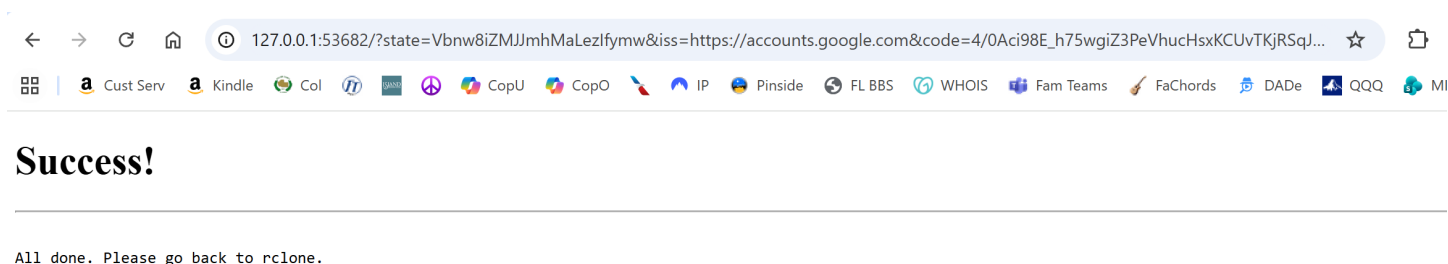 127.0.0.1:53682/?state=Vbnw8iZMJJmhMaLezlfymw&iss=https://accounts.google.com&code=4/0Aci98E_h75wgiZ3PeVhucHsxKCUvTKjRSqJ...
Cust Serv Kindle Col CopU CopO IP Pinside FL BBS WHOIS Fam Teams FaChords DADe QQQ
Success!
All done. Please go back to rclone.